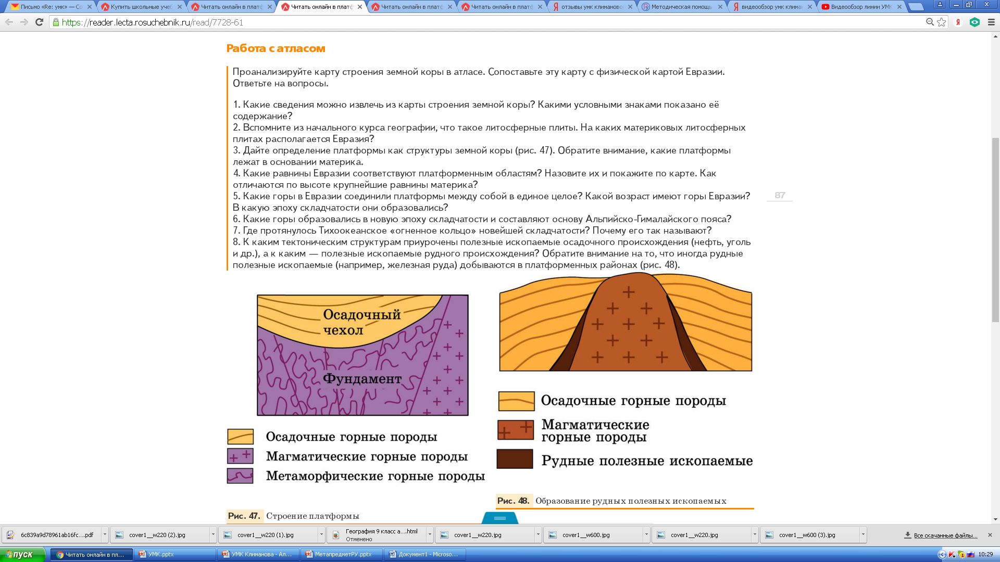 Письмо «Re: умк» — Со
Купить школьные учеб
Читать онлайн в платф
Читать онлайн в платф
Читать онлайн в платф
Читать онлайн в платф
отзывы умк климаново
Методическая помощь
видеообзор умк климан
Видеообзор линии УМК
https://reader.lecta.rosuchebnik.ru/read/7728-61
Работа с атласом
Проанализируйте карту строения земной коры в атласе. Сопоставьте эту карту с физической картой Евразии.
Ответьте на вопросы.
1. Какие сведения можно извлечь из карты строения земной коры? Какими условными знаками показано её
содержание?
2. Вспомните из начального курса географии, что такое литосферные плиты. На каких материковых литосферных
плитах располагается Евразия?
3. Дайте определение платформы как структуры земной коры (рис. 47). Обратите внимание, какие платформы
лежат в основании материка.
4. Какие равнины Евразии соответствуют платформенным областям? Назовите их и покажите по карте. Как
отличаются по высоте крупнейшие равнины материка?
5. Какие горы в Евразии соединили платформы между собой в единое целое? Какой возраст имеют горы Евразии?
В какую эпоху складчатости они образовались?
6. Какие горы образовались в новую эпоху складчатости и составляют основу Альпийско-Гималайского пояса?
7. Где протянулось Тихоокеанское «огненное кольцо» новейшей складчатости? Почему его так называют?
8. К каким тектоническим структурам приурочены полезные ископаемые осадочного происхождения (нефть, уголь
и др.), а к каким — полезные ископаемые рудного происхождения? Обратите внимание на то, что иногда рудные
полезные ископаемые (например, железная руда) добываются в платформенных районах (рис. 48).
87
Осадочный
чехол
Фундамент
Осадочные горные породы
Магматические горные породы
Метаморфические горные породы
Рис. 47. Строение платформы
Осадочные горные породы
Магматические
горные породы
Рудные полезные ископаемые
Рис. 48. Образование рудных полезных ископаемых
6c839a9d78961ab16fc....pdf
cover1__w220 (2).jpg
cover1__w220 (1).jpg
География 9 класс а....html
Отменено
cover1__w220.jpg
cover1__w600.jpg
cover1__w220.jpg
cover1__w600 (3).jpg
Все скачанные файлы...
пуск
Читать онлайн в пл...
УМК.pptx
УМК Климанова - Ал...
МетапредметРУ.pptx
Документ1 - Microso...
10:29